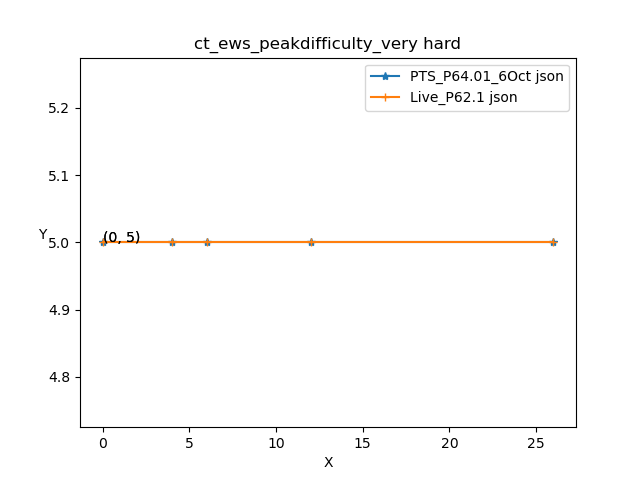 ct_ews_peakdifficulty_very hard
PTS_P64.01_6Oct json
Live_P62.1 json
5.2
5.1
5.0
4.9
4.8
Y
(0, 5)
0 5 10 15 20 25
X